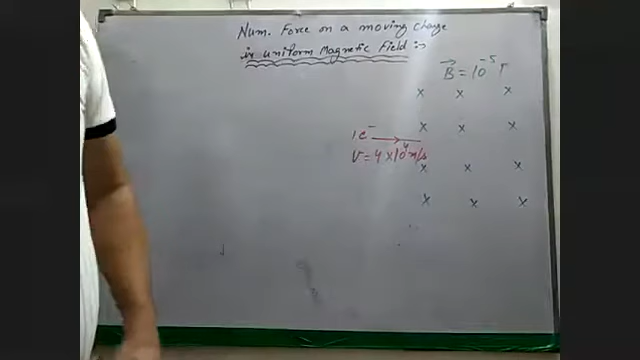 Num. Force on a moving charge
in uniform Magnetic Field :-
B⃗ = 10⁻⁵ T
x x x
1e⁻
x x x
V = 4 x 10⁴ m/s
x x x
x x x